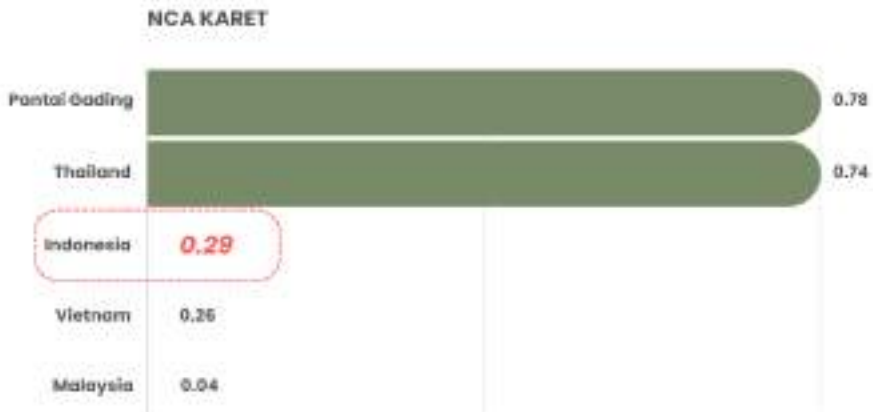 NCA KARET
Pantai Gading 0.78
Thailand 0.74
Indonesia 0.29
Vietnam 0.26
Malaysia 0.04